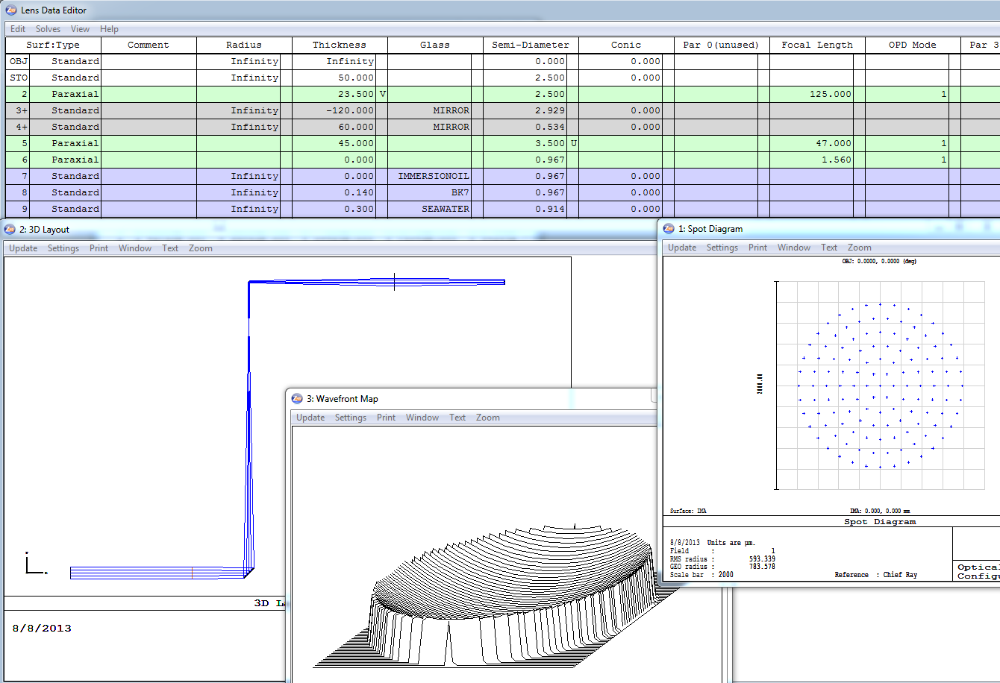 Lens Data Editor
Edit Solves View Help
Surf:Type Comment Radius Thickness Glass Semi-Diameter Conic Par 0(unused) Focal Length OPD Mode Par 3
OBJ Standard Infinity Infinity 0.000 0.000
STO Standard Infinity 50.000 2.500 0.000
2 Paraxial 23.500 V 2.500 125.000 1
3+ Standard Infinity -120.000 MIRROR 2.929 0.000
4+ Standard Infinity 60.000 MIRROR 0.534 0.000
5 Paraxial 45.000 3.500 U 47.000 1
6 Paraxial 0.000 0.967 1.560 1
7 Standard Infinity 0.000 IMMERSIONOIL 0.967 0.000
8 Standard Infinity 0.140 BK7 0.967 0.000
9 Standard Infinity 0.300 SEAWATER 0.914 0.000
2: 3D Layout
Update Settings Print Window Text Zoom
8/8/2013
3D L
3: Wavefront Map
Update Settings Print Window Text Zoom
1: Spot Diagram
Update Settings Print Window Text Zoom
OBJ: 0.0000, 0.0000 (deg)
2000.00
Surface: IMA
IMA: 0.000, 0.000 mm
Spot Diagram
8/8/2013 Units are µm.
Field : 1
RMS radius : 593.339
GEO radius : 783.578
Scale bar : 2000 Reference : Chief Ray
Optical
Configu